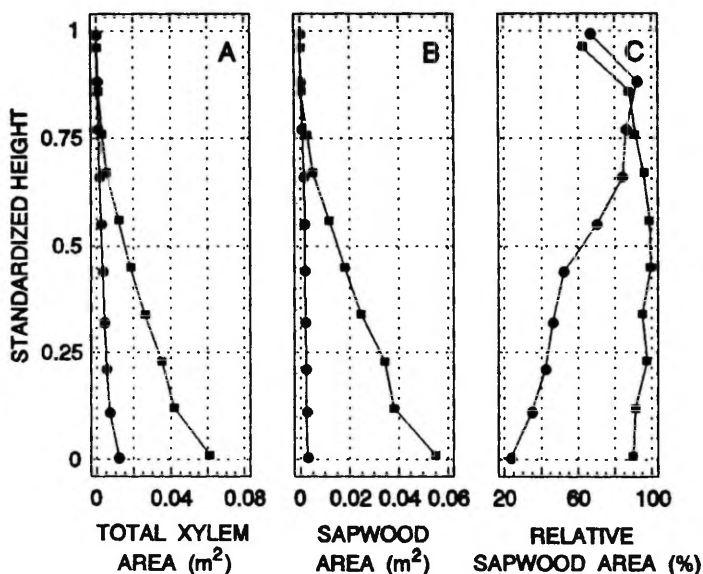 A
B
C
STANDARDIZED HEIGHT
1
0.75
0.5
0.25
0
0 0.04 0.08
0 0.02 0.04 0.06
20 60 100
TOTAL XYLEM
AREA (m²)
SAPWOOD
AREA (m²)
RELATIVE
SAPWOOD AREA (%)